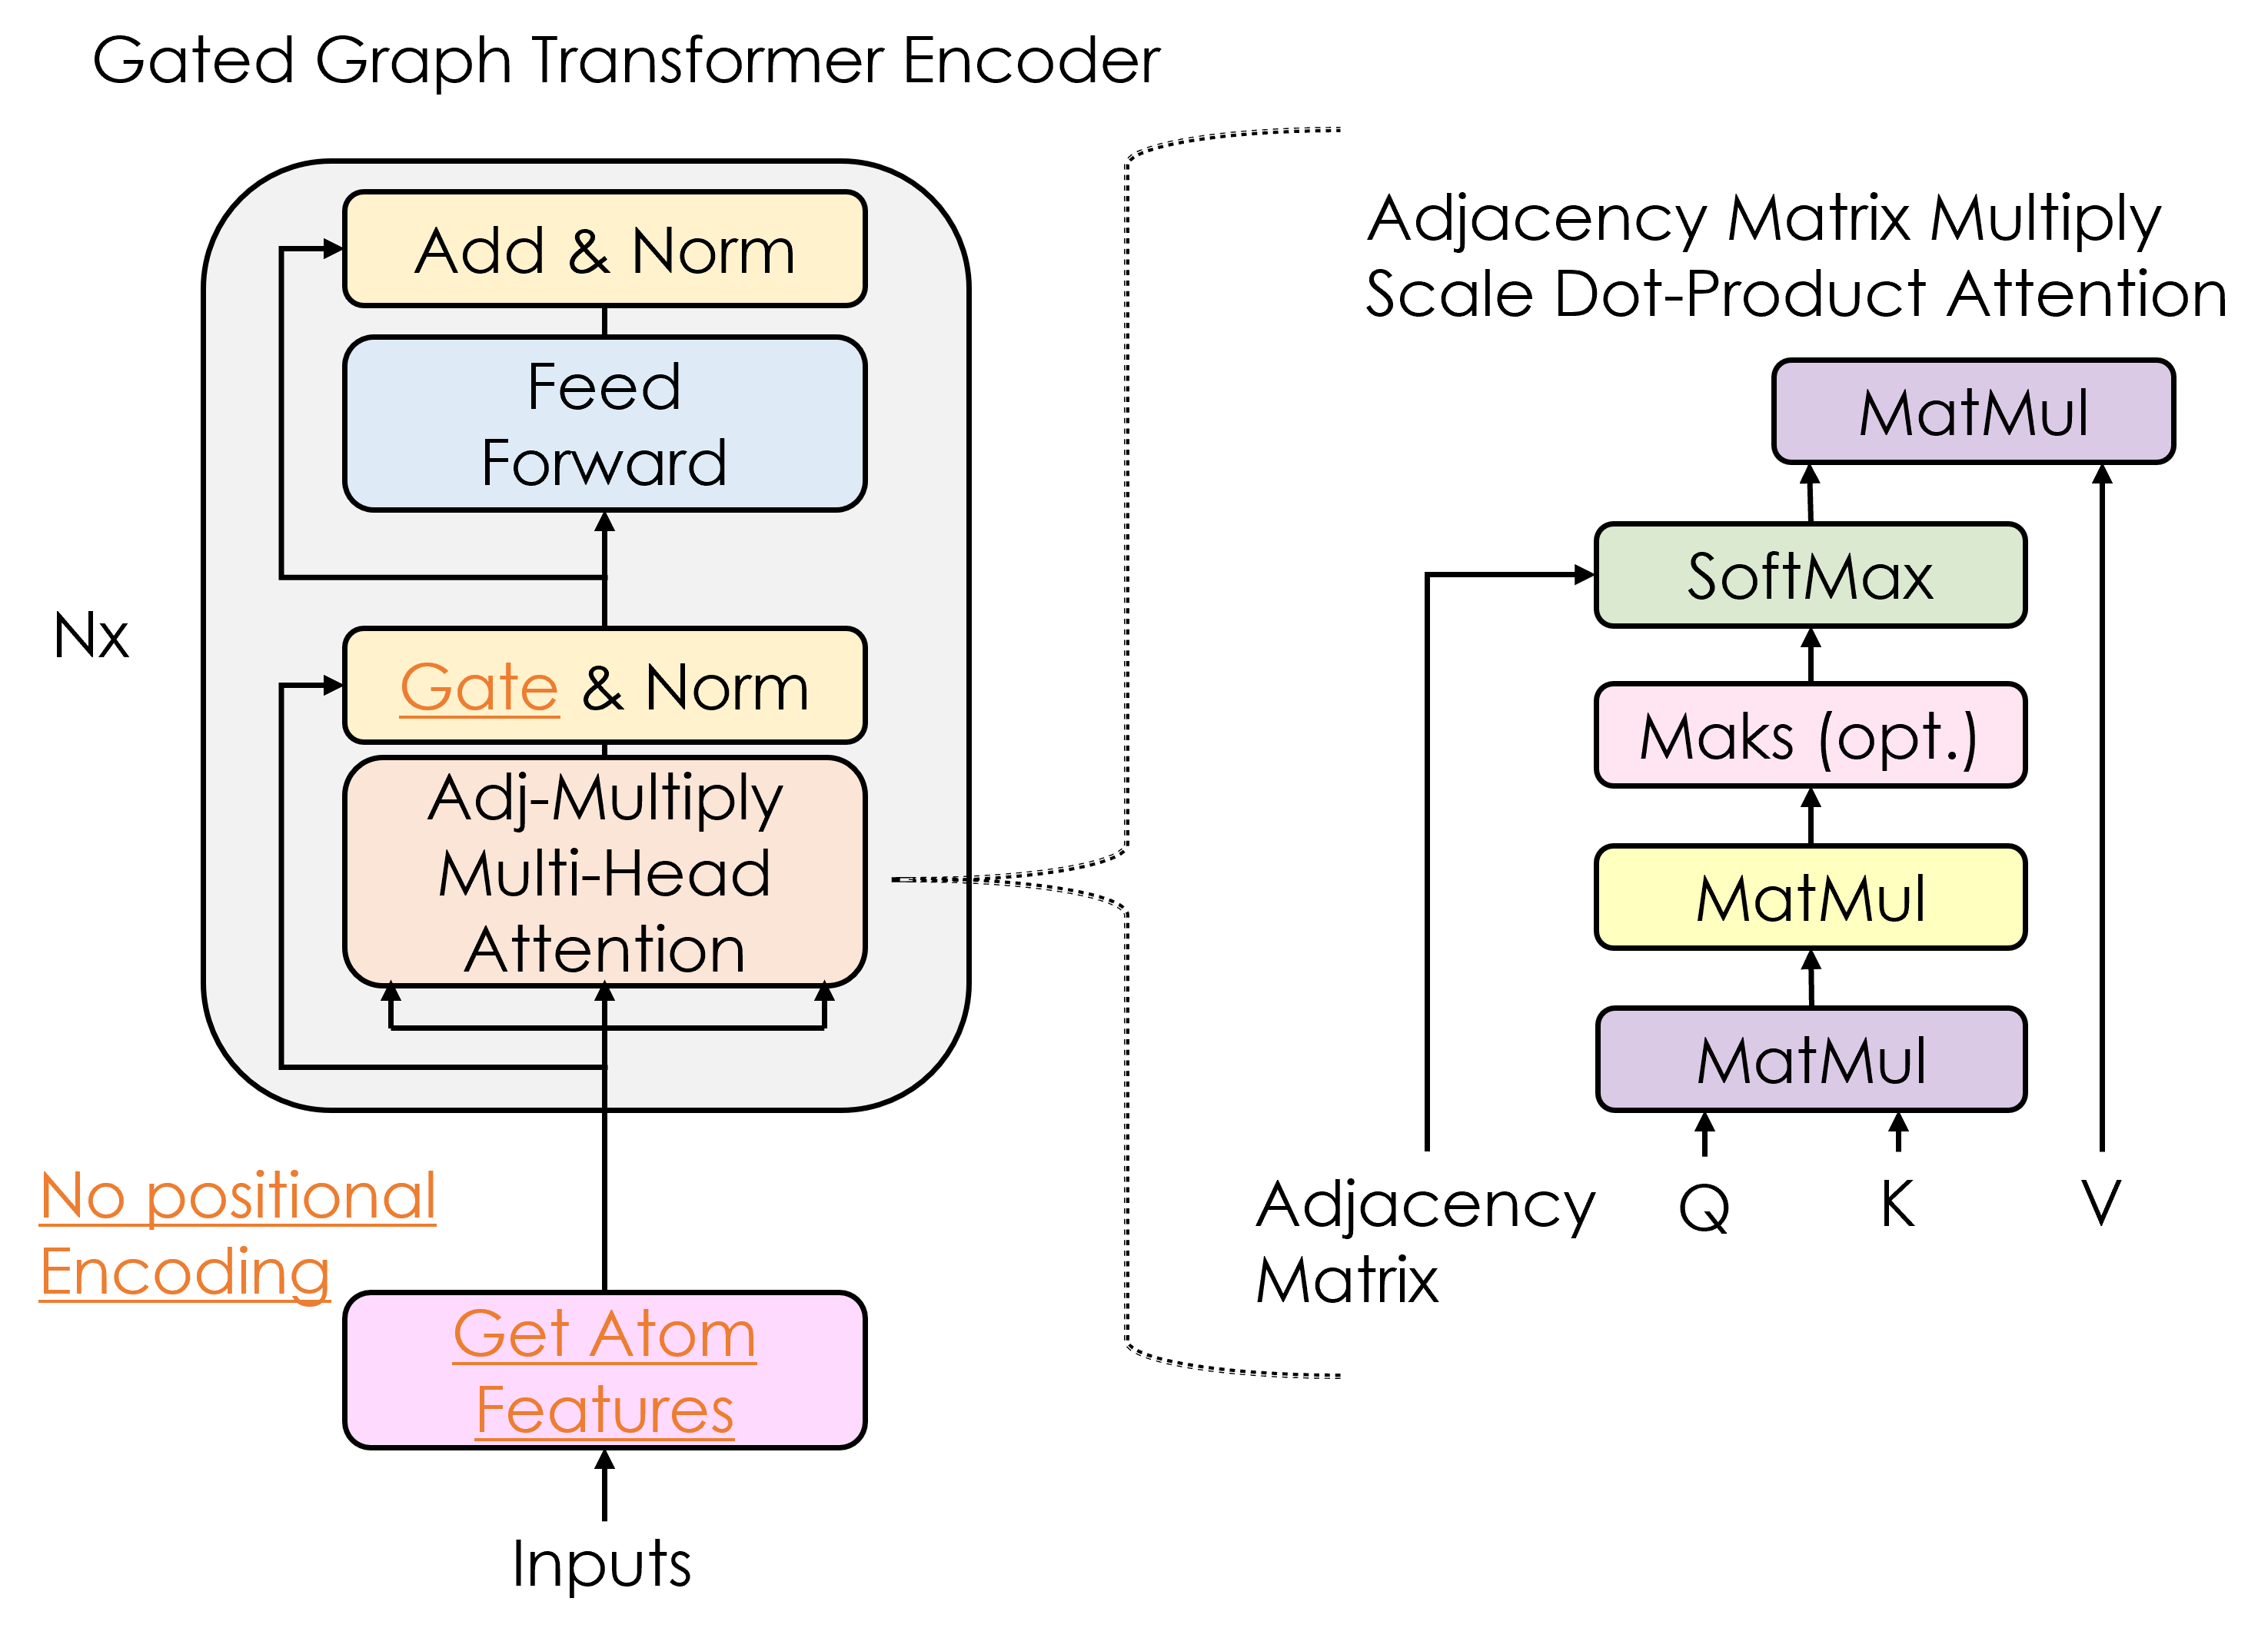 Gated Graph Transformer Encoder
Add & Norm
Feed
Forward
Nx
Gate & Norm
Adj-Multiply
Multi-Head
Attention
No positional
Encoding
Get Atom
Features
Inputs
Adjacency Matrix Multiply
Scale Dot-Product Attention
MatMul
SoftMax
Maks (opt.)
MatMul
MatMul
Adjacency
Matrix
Q
K
V